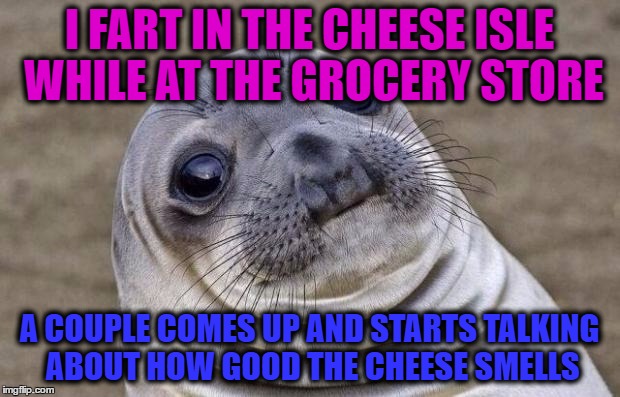 I FART IN THE CHEESE ISLE
WHILE AT THE GROCERY STORE
A COUPLE COMES UP AND STARTS TALKING
ABOUT HOW GOOD THE CHEESE SMELLS
imgflip.com